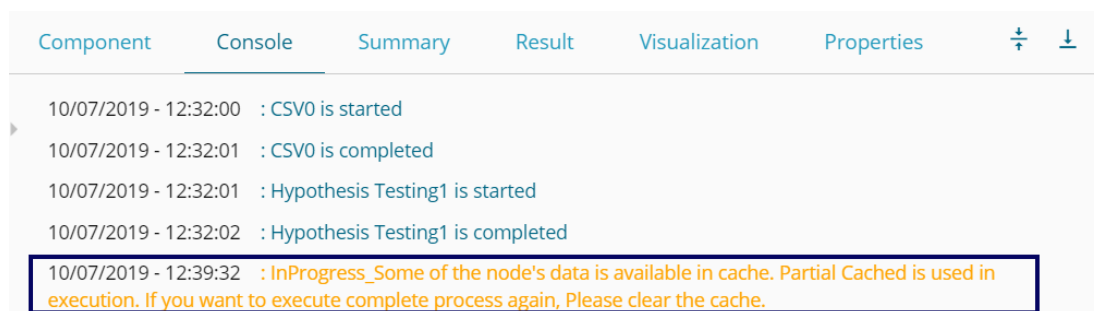 Component Console Summary Result Visualization Properties
10/07/2019 - 12:32:00 : CSV0 is started
10/07/2019 - 12:32:01 : CSV0 is completed
10/07/2019 - 12:32:01 : Hypothesis Testing1 is started
10/07/2019 - 12:32:02 : Hypothesis Testing1 is completed
10/07/2019 - 12:39:32 : InProgress_Some of the node's data is available in cache. Partial Cached is used in
execution. If you want to execute complete process again, Please clear the cache.